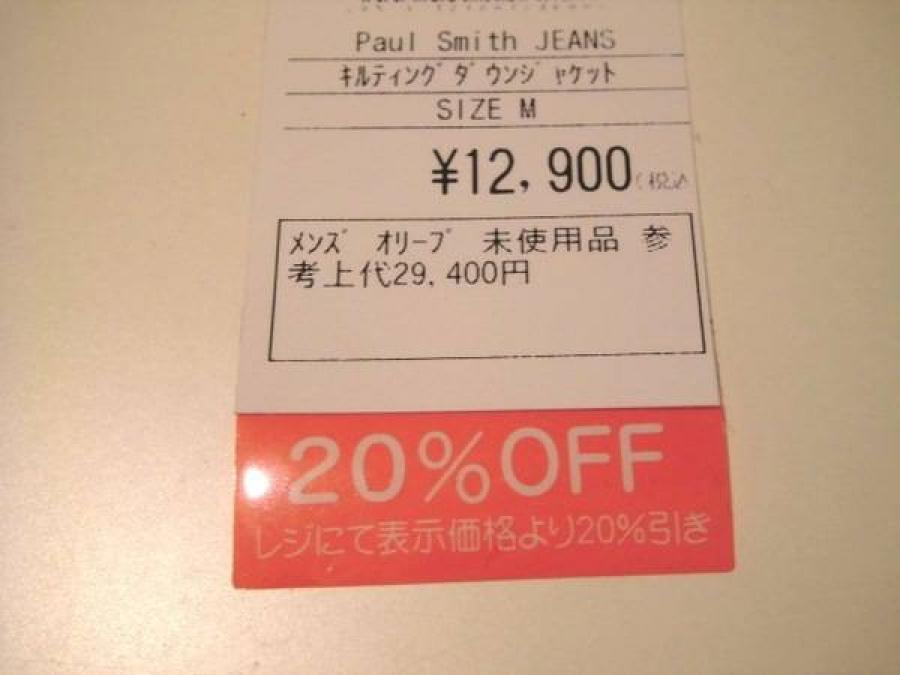 Paul Smith JEANS
ｷﾙﾃｨﾝｸﾞﾀﾞｳﾝｼﾞｬｹｯﾄ
SIZE M
¥12,900(税込
ﾒﾝｽﾞ ｵﾘｰﾌﾞ 未使用品 参
考上代29,400円
20%OFF
レジにて表示価格より20%引き